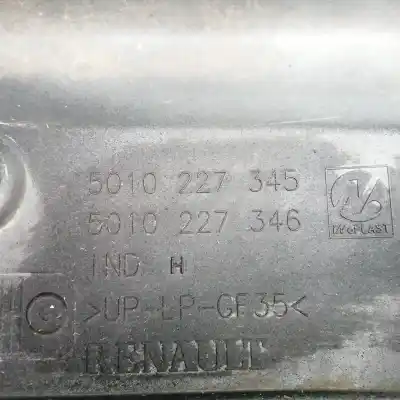 5010 227 345
5010 227 346
IND H
>UP-LP-GF35<
RENAULT